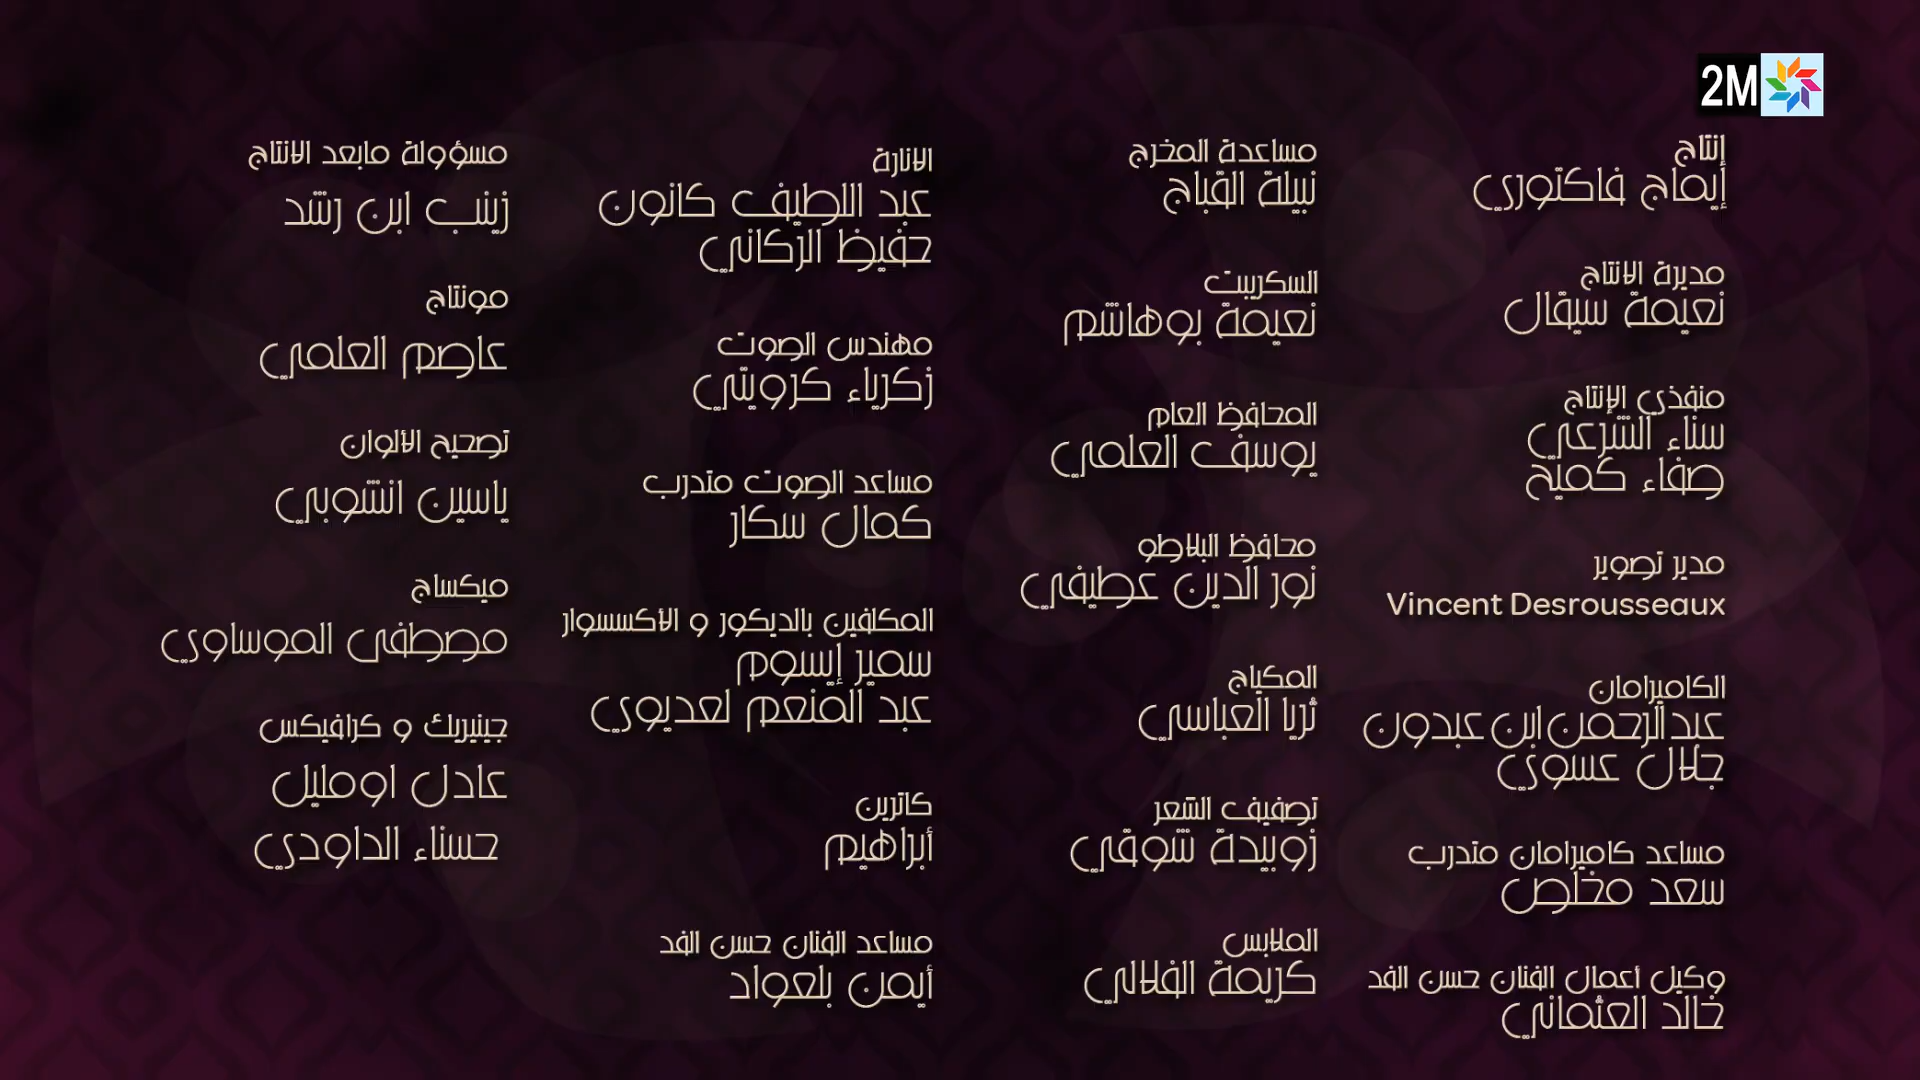 2M
إنتاج
إيماج فاكتوري
مديرة الانتاج
نعيمة سيقال
منفذي الإنتاج
سناء الشرعي
صفاء كميح
مدير تصوير
Vincent Desrousseaux
الكاميرامان
عبد الرحمن ابن عبدون
جلال عسوي
مساعد كاميرامان متدرب
سعد مخلص
وكيل أعمال الفنان حسن الفد
خالد العثماني
مساعدة المخرج
نبيلة القباج
السكريبت
نعيمة بوهاشم
المحافظ العام
يوسف العلمي
محافظ البلاطو
نور الدين عطيفي
المكياج
ثريا العباسي
تصفيف الشعر
زوبيدة شوقي
الملابس
كريمة الفلالي
الانارة
عبد اللطيف كانون
حفيظ الركاني
مهندس الصوت
زكرياء كرويتي
مساعد الصوت متدرب
كمال سكار
المكلفين بالديكور و الأكسسوار
سمير إيسوم
عبد المنعم لعديوي
كاترين
أبراهيم
مساعد الفنان حسن الفد
أيمن بلعواد
مسؤولة مابعد الانتاج
زينب ابن رشد
مونتاج
عاصم العلمي
تصحيح الألوان
ياسين انشوبي
ميكساج
مصطفى الموساوي
جينيريك و كرافيكس
عادل اومليل
حسناء الداودي